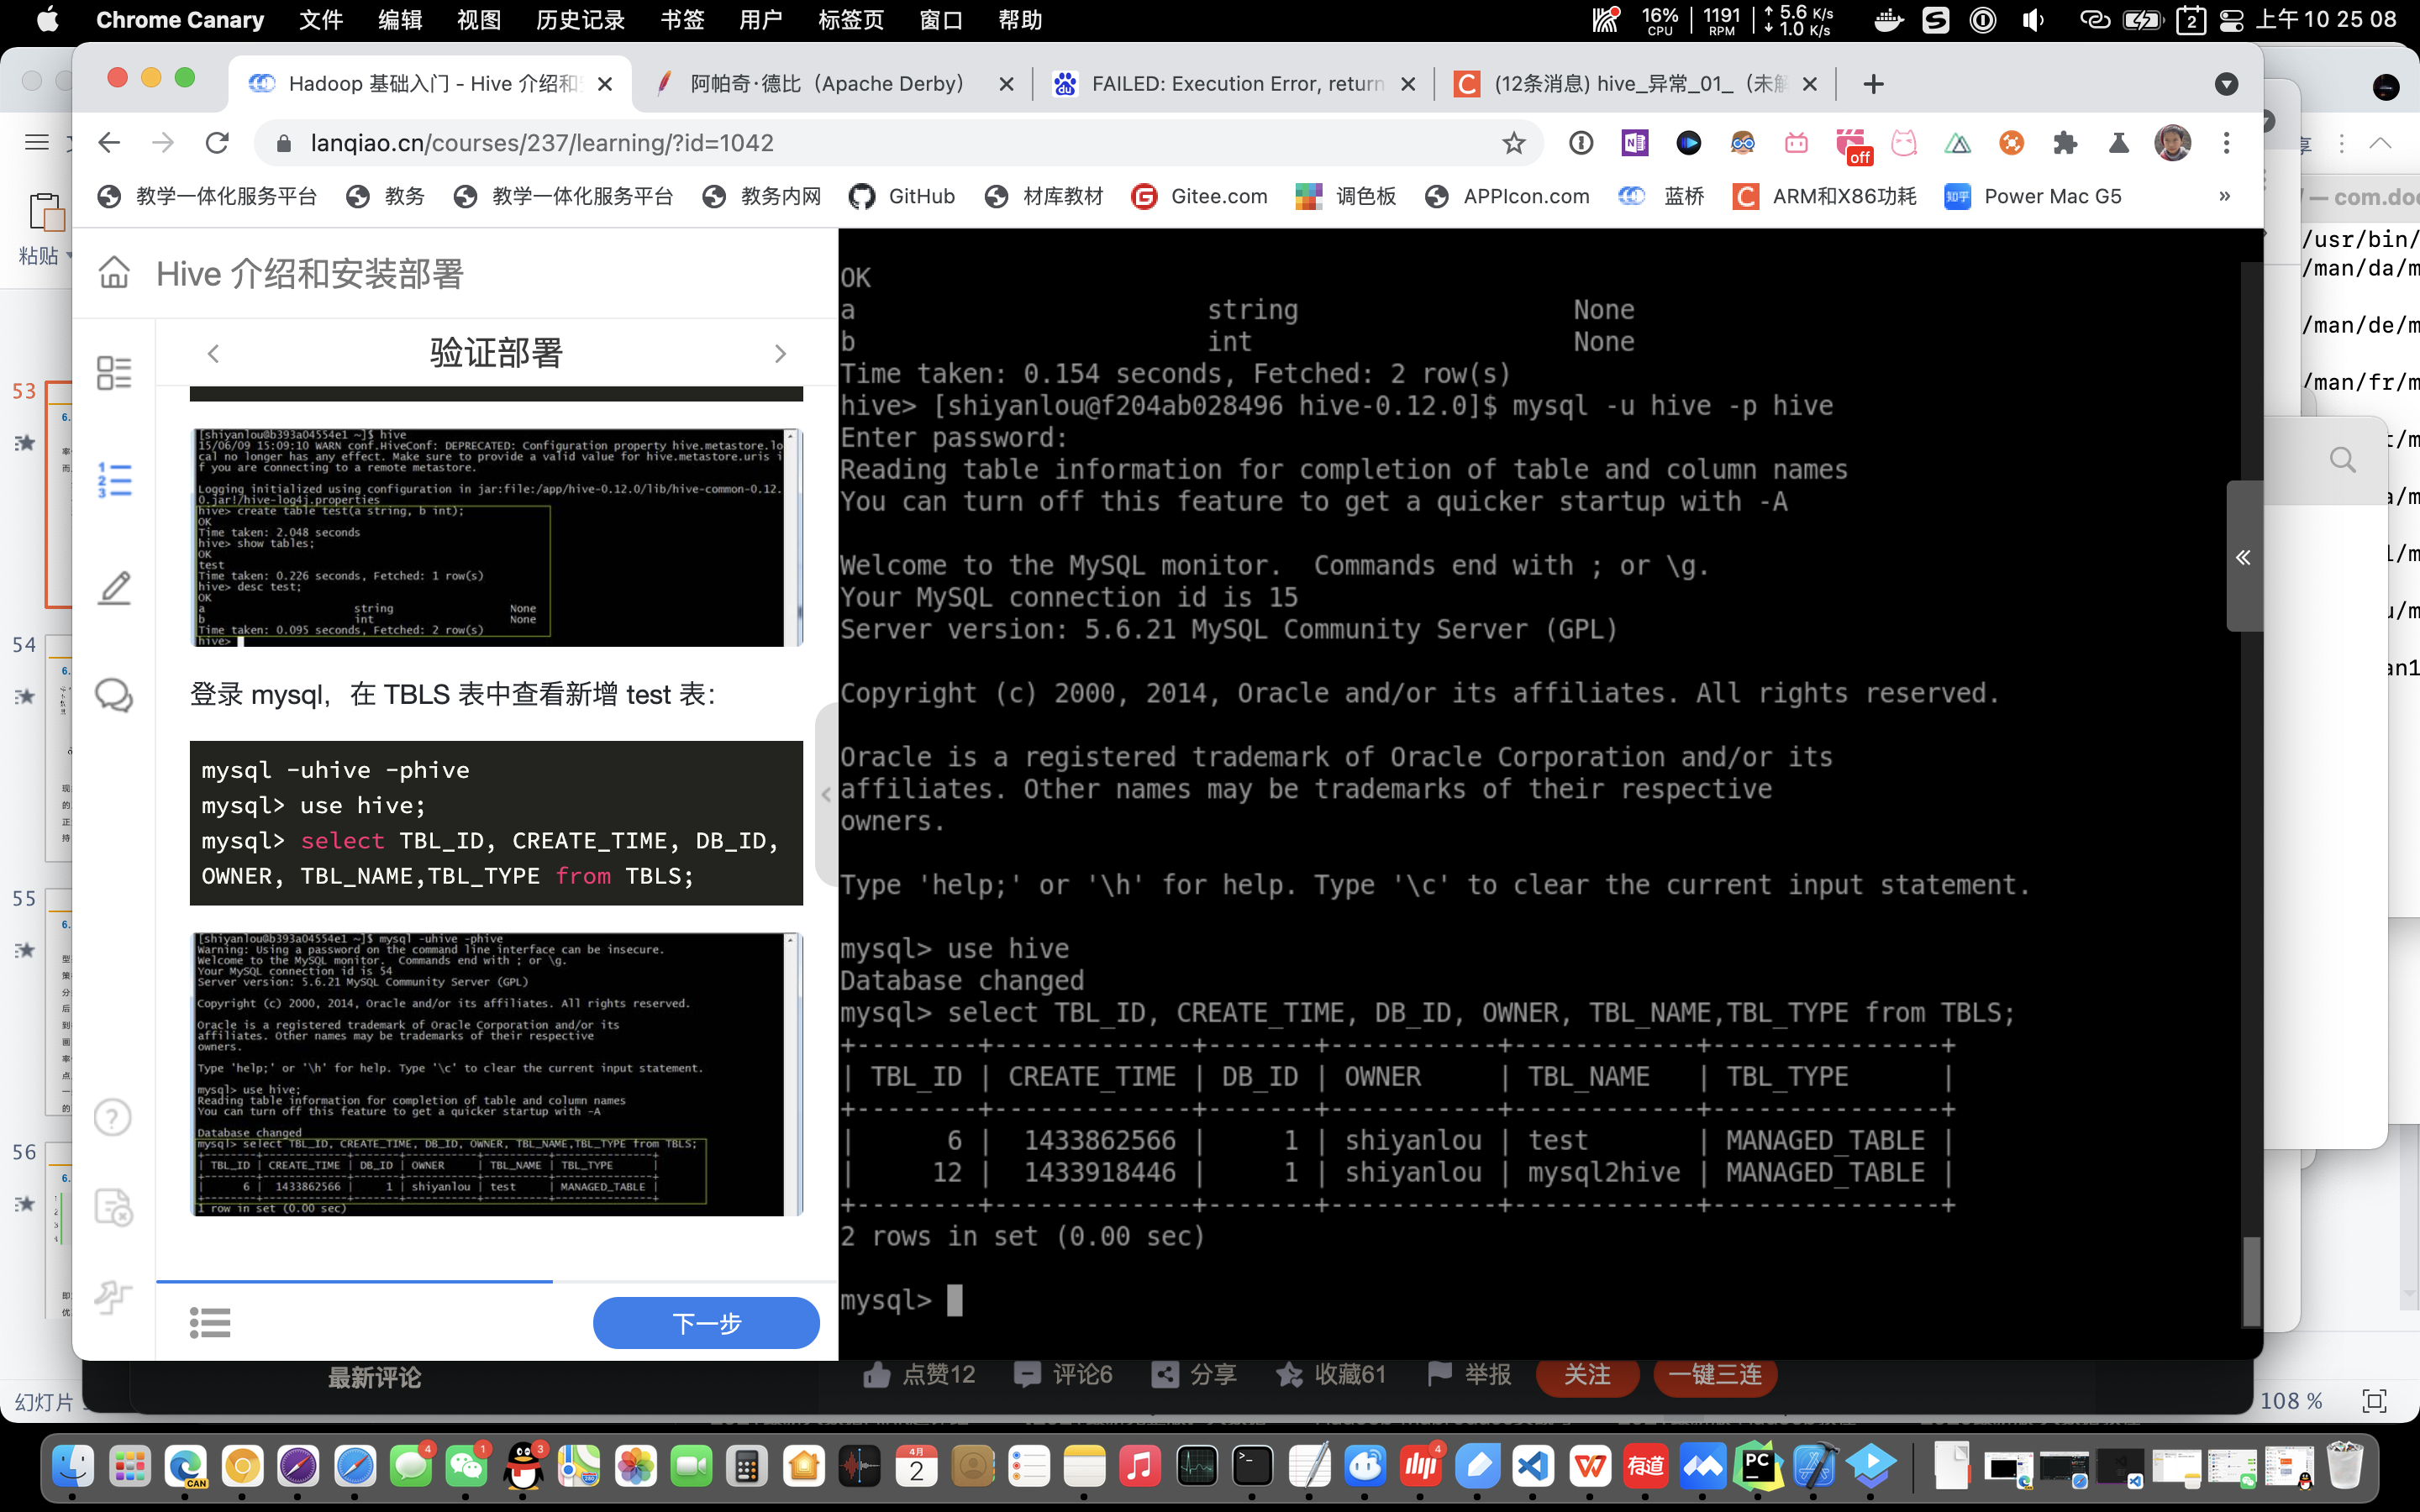 Chrome Canary 文件 编辑 视图 历史记录 书签 用户 标签页 窗口 帮助 16% CPU 1191 RPM 5.6 K/s 1.0 K/s 2 上午10 25 08
Hadoop 基础入门 - Hive 介绍和 阿帕奇·德比（Apache Derby） FAILED: Execution Error, return (12条消息) hive_异常_01_（未解
lanqiao.cn/courses/237/learning/?id=1042 off
教学一体化服务平台 教务 教学一体化服务平台 教务内网 GitHub 材库教材 Gitee.com 调色板 APPIcon.com 蓝桥 ARM和X86功耗 Power Mac G5 »
粘贴
53
54
55
56
幻灯片
Hive 介绍和安装部署
验证部署
[shiyanlou@b393a04554e1 ~]$ hive
15/06/09 15:09:10 WARN conf.HiveConf: DEPRECATED: Configuration property hive.metastore.lo
cal no longer has any effect. Make sure to provide a valid value for hive.metastore.uris i
f you are connecting to a remote metastore.
Logging initialized using configuration in jar:file:/app/hive-0.12.0/lib/hive-common-0.12.
0.jar!/hive-log4j.properties
hive> create table test(a string, b int);
OK
Time taken: 2.048 seconds
hive> show tables;
OK
test
Time taken: 0.226 seconds, Fetched: 1 row(s)
hive> desc test;
OK
a string None
b int None
Time taken: 0.095 seconds, Fetched: 2 row(s)
hive>
登录 mysql，在 TBLS 表中查看新增 test 表：
mysql -uhive -phive
mysql> use hive;
mysql> select TBL_ID, CREATE_TIME, DB_ID,
OWNER, TBL_NAME,TBL_TYPE from TBLS;
[shiyanlou@b393a04554e1 ~]$ mysql -uhive -phive
Warning: Using a password on the command line interface can be insecure.
Welcome to the MySQL monitor.  Commands end with ; or \g.
Your MySQL connection id is 54
Server version: 5.6.21 MySQL Community Server (GPL)
Copyright (c) 2000, 2014, Oracle and/or its affiliates. All rights reserved.
Oracle is a registered trademark of Oracle Corporation and/or its
affiliates. Other names may be trademarks of their respective
owners.
Type 'help;' or '\h' for help. Type '\c' to clear the current input statement.
mysql> use hive;
Reading table information for completion of table and column names
You can turn off this feature to get a quicker startup with -A
Database changed
mysql> select TBL_ID, CREATE_TIME, DB_ID, OWNER, TBL_NAME,TBL_TYPE from TBLS;
| TBL_ID | CREATE_TIME | DB_ID | OWNER | TBL_NAME | TBL_TYPE |
| 6 | 1433862566 | 1 | shiyanlou | test | MANAGED_TABLE |
1 row in set (0.00 sec)
下一步
OK
a string None
b int None
Time taken: 0.154 seconds, Fetched: 2 row(s)
hive> [shiyanlou@f204ab028496 hive-0.12.0]$ mysql -u hive -p hive
Enter password:
Reading table information for completion of table and column names
You can turn off this feature to get a quicker startup with -A
Welcome to the MySQL monitor.  Commands end with ; or \g.
Your MySQL connection id is 15
Server version: 5.6.21 MySQL Community Server (GPL)
Copyright (c) 2000, 2014, Oracle and/or its affiliates. All rights reserved.
Oracle is a registered trademark of Oracle Corporation and/or its
affiliates. Other names may be trademarks of their respective
owners.
Type 'help;' or '\h' for help. Type '\c' to clear the current input statement.
mysql> use hive
Database changed
mysql> select TBL_ID, CREATE_TIME, DB_ID, OWNER, TBL_NAME,TBL_TYPE from TBLS;
+--------+-------------+-------+-----------+------------+---------------+
| TBL_ID | CREATE_TIME | DB_ID | OWNER | TBL_NAME | TBL_TYPE |
+--------+-------------+-------+-----------+------------+---------------+
| 6 | 1433862566 | 1 | shiyanlou | test | MANAGED_TABLE |
| 12 | 1433918446 | 1 | shiyanlou | mysql2hive | MANAGED_TABLE |
+--------+-------------+-------+-----------+------------+---------------+
2 rows in set (0.00 sec)
mysql>
— com.doc
/usr/bin/
/man/da/m
/man/de/m
/man/fr/m
最新评论 点赞12 评论6 分享 收藏61 举报 关注 一键三连
108 %
CAN 4 1 3 4月 2 4 有道 PC